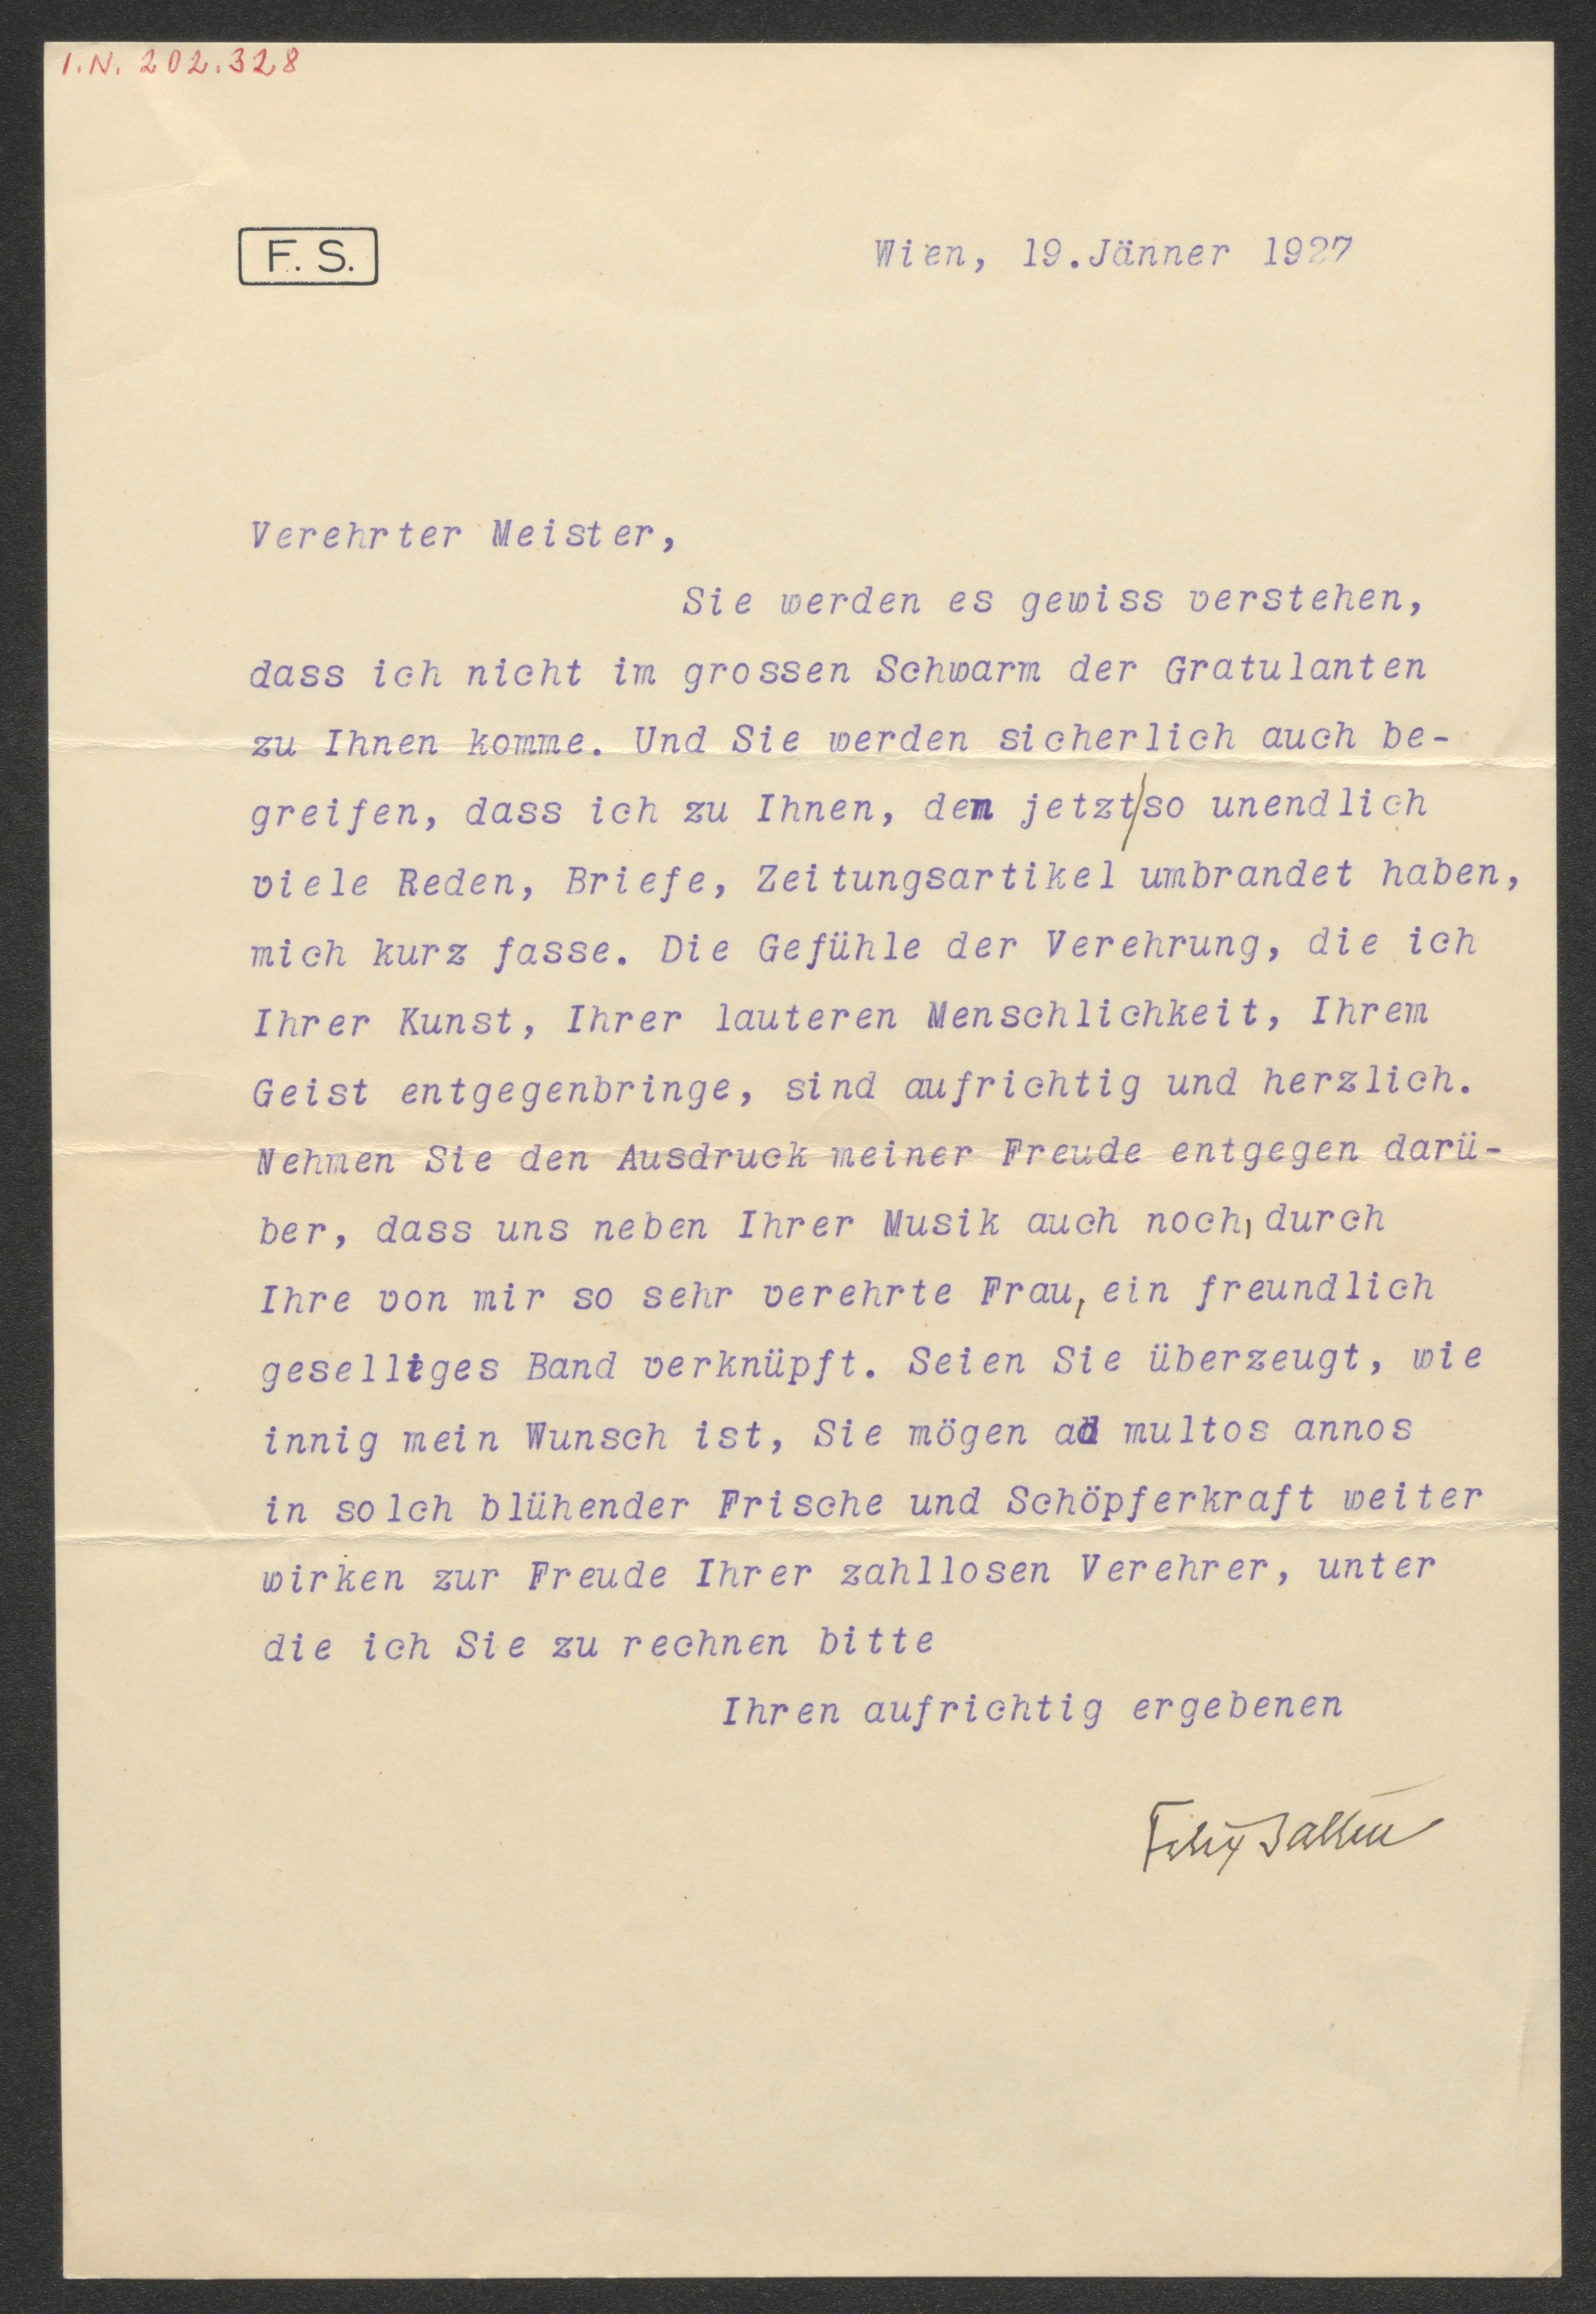 I.N. 202.328
F. S.
Wien, 19.Jänner 1927
Verehrter Meister,
Sie werden es gewiss verstehen,
dass ich nicht im grossen Schwarm der Gratulanten
zu Ihnen komme. Und Sie werden sicherlich auch be-
greifen, dass ich zu Ihnen, den jetzt/so unendlich
viele Reden, Briefe, Zeitungsartikel umbrandet haben,
mich kurz fasse. Die Gefühle der Verehrung, die ich
Ihrer Kunst, Ihrer lauteren Menschlichkeit, Ihrem
Geist entgegenbringe, sind aufrichtig und herzlich.
Nehmen Sie den Ausdruck meiner Freude entgegen darü-
ber, dass uns neben Ihrer Musik auch noch, durch
Ihre von mir so sehr verehrte Frau, ein freundlich
geselliges Band verknüpft. Seien Sie überzeugt, wie
innig mein Wunsch ist, Sie mögen ad multos annos
in solch blühender Frische und Schöpferkraft weiter
wirken zur Freude Ihrer zahllosen Verehrer, unter
die ich Sie zu rechnen bitte
Ihren aufrichtig ergebenen
Felix Salten